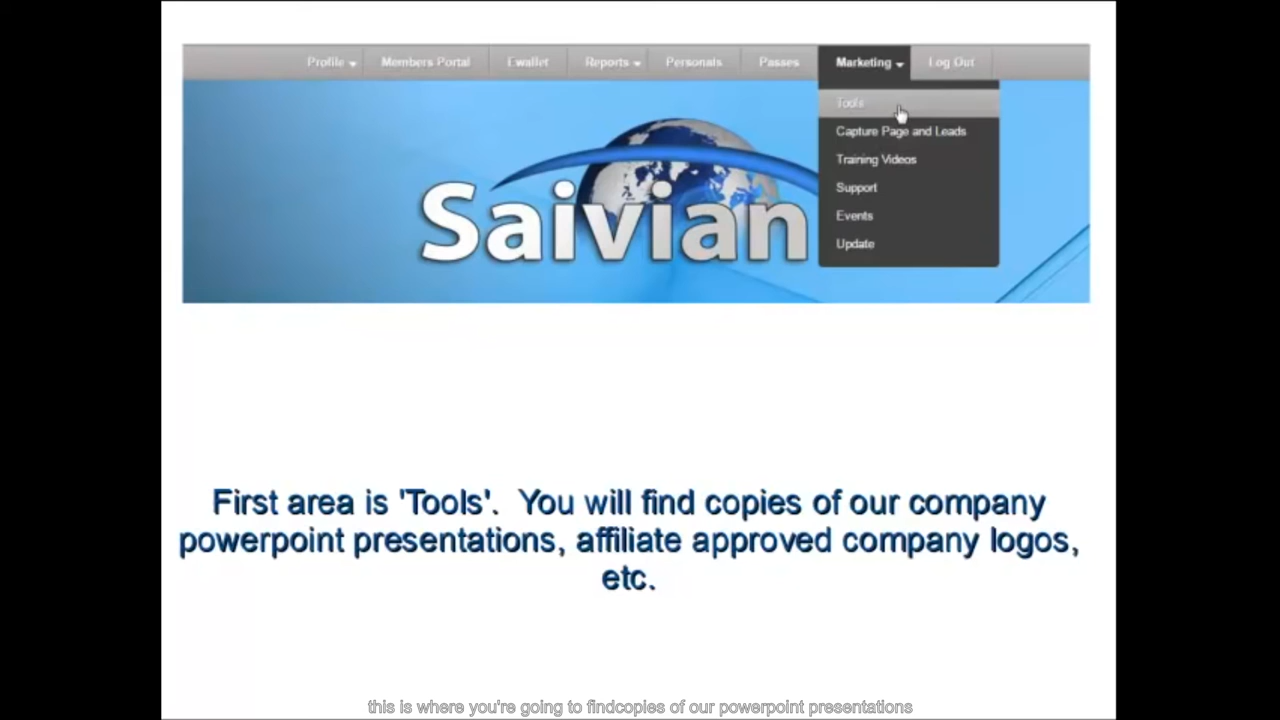 Profile Members Portal Ewallet Reports Personals Passes Marketing Log Out
Tools
Capture Page and Leads
Training Videos
Support
Events
Update
Saivian
First area is 'Tools'. You will find copies of our company
powerpoint presentations, affiliate approved company logos,
etc.
this is where you're going to findcopies of our powerpoint presentations